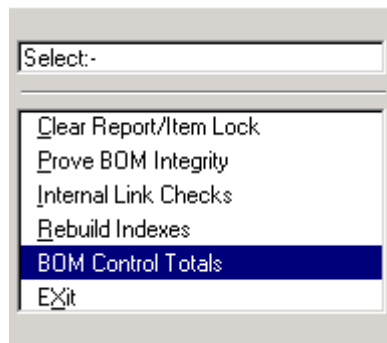 Select:-
Clear Report/Item Lock
Prove BOM Integrity
Internal Link Checks
Rebuild Indexes
BOM Control Totals
EXit